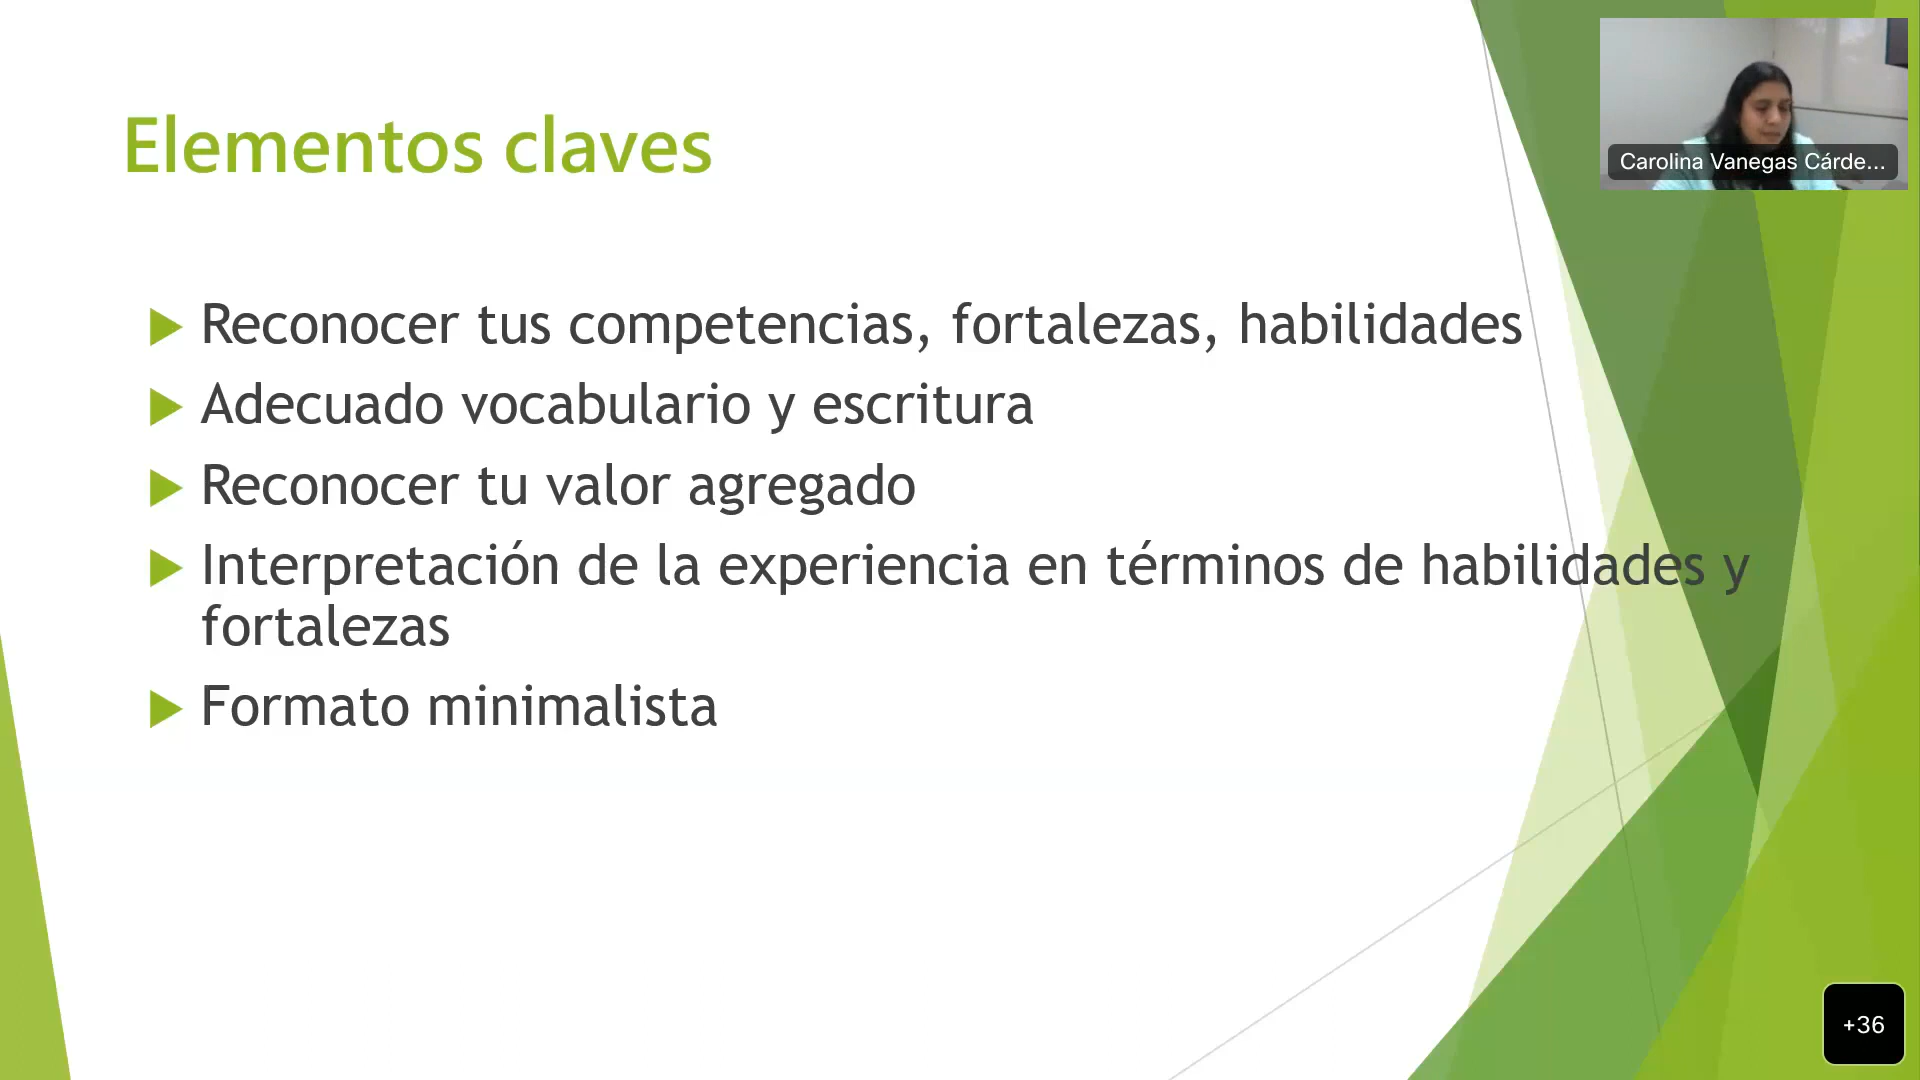 Elementos claves
Carolina Vanegas Cárde...
Reconocer tus competencias, fortalezas, habilidades
Adecuado vocabulario y escritura
Reconocer tu valor agregado
Interpretación de la experiencia en términos de habilidades y
fortalezas
Formato minimalista
+36